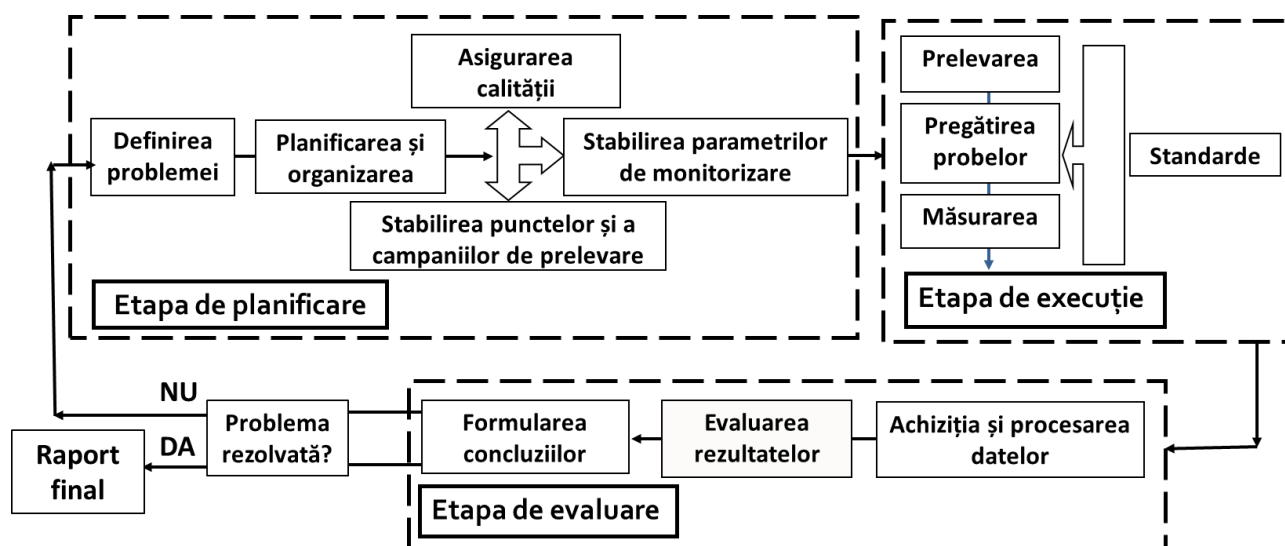 Asigurarea
calității
Definirea
problemei
Planificarea și
organizarea
Stabilirea parametrilor
de monitorizare
Stabilirea punctelor și a
campaniilor de prelevare
Etapa de planificare
Prelevarea
Pregătirea
probelor
Măsurarea
Standarde
Etapa de execuție
NU
DA
Raport
final
Problema
rezolvată?
Formularea
concluziilor
Evaluarea
rezultatelor
Achiziția și procesarea
datelor
Etapa de evaluare